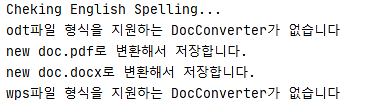 Cheking English Spelling...
odt파일 형식을 지원하는 DocConverter가 없습니다
new doc.pdf로 변환해서 저장합니다.
new doc.docx로 변환해서 저장합니다.
wps파일 형식을 지원하는 DocConverter가 없습니다